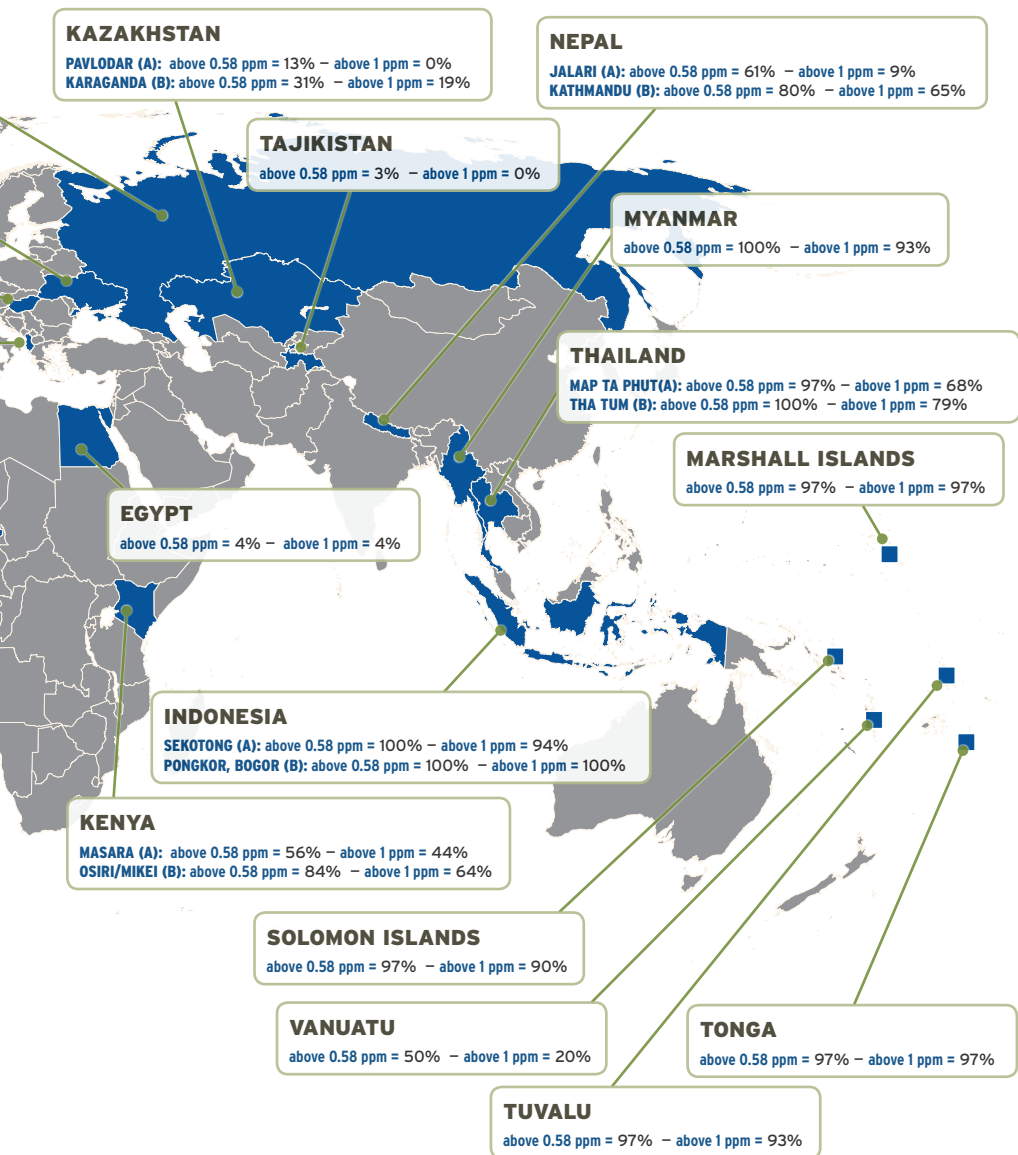 KAZAKHSTAN
PAVLODAR (A): above 0.58 ppm = 13% – above 1 ppm = 0%
KARAGANDA (B): above 0.58 ppm = 31% – above 1 ppm = 19%
NEPAL
JALARI (A): above 0.58 ppm = 61% – above 1 ppm = 9%
KATHMANDU (B): above 0.58 ppm = 80% – above 1 ppm = 65%
TAJIKISTAN
above 0.58 ppm = 3% – above 1 ppm = 0%
MYANMAR
above 0.58 ppm = 100% – above 1 ppm = 93%
THAILAND
MAP TA PHUT(A): above 0.58 ppm = 97% – above 1 ppm = 68%
THA TUM (B): above 0.58 ppm = 100% – above 1 ppm = 79%
MARSHALL ISLANDS
above 0.58 ppm = 97% – above 1 ppm = 97%
EGYPT
above 0.58 ppm = 4% – above 1 ppm = 4%
INDONESIA
SEKOTONG (A): above 0.58 ppm = 100% – above 1 ppm = 94%
PONGKOR, BOGOR (B): above 0.58 ppm = 100% – above 1 ppm = 100%
KENYA
MASARA (A): above 0.58 ppm = 56% – above 1 ppm = 44%
OSIRI/MIKEI (B): above 0.58 ppm = 84% – above 1 ppm = 64%
SOLOMON ISLANDS
above 0.58 ppm = 97% – above 1 ppm = 90%
VANUATU
above 0.58 ppm = 50% – above 1 ppm = 20%
TONGA
above 0.58 ppm = 97% – above 1 ppm = 97%
TUVALU
above 0.58 ppm = 97% – above 1 ppm = 93%